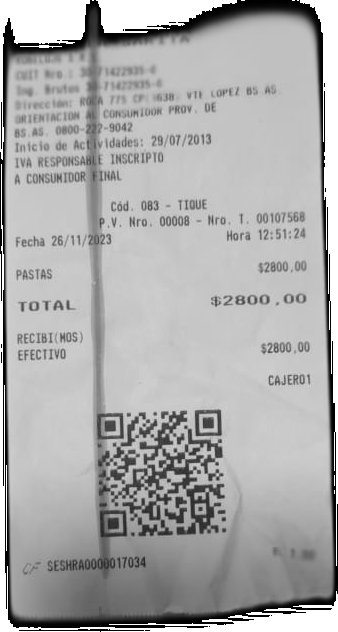 CUIT Nro.: 30-71422935-6
Ing. Brutos 30-71422935-6
Dirección: ROCA 775 CP:1638: VTE LOPEZ BS AS.
ORIENTACION AL CONSUMIDOR PROV. DE
BS.AS. 0800-222-9042
Inicio de Actividades: 29/07/2013
IVA RESPONSABLE INSCRIPTO
A CONSUMIDOR FINAL
Cód. 083 - TIQUE
P.V. Nro. 00008 - Nro. T. 00107568
Fecha 26/11/2023 Hora 12:51:24
PASTAS $2800,00
TOTAL $2800,00
RECIBI(MOS)
EFECTIVO $2800,00
CAJERO1
CF SESHRA0000017034